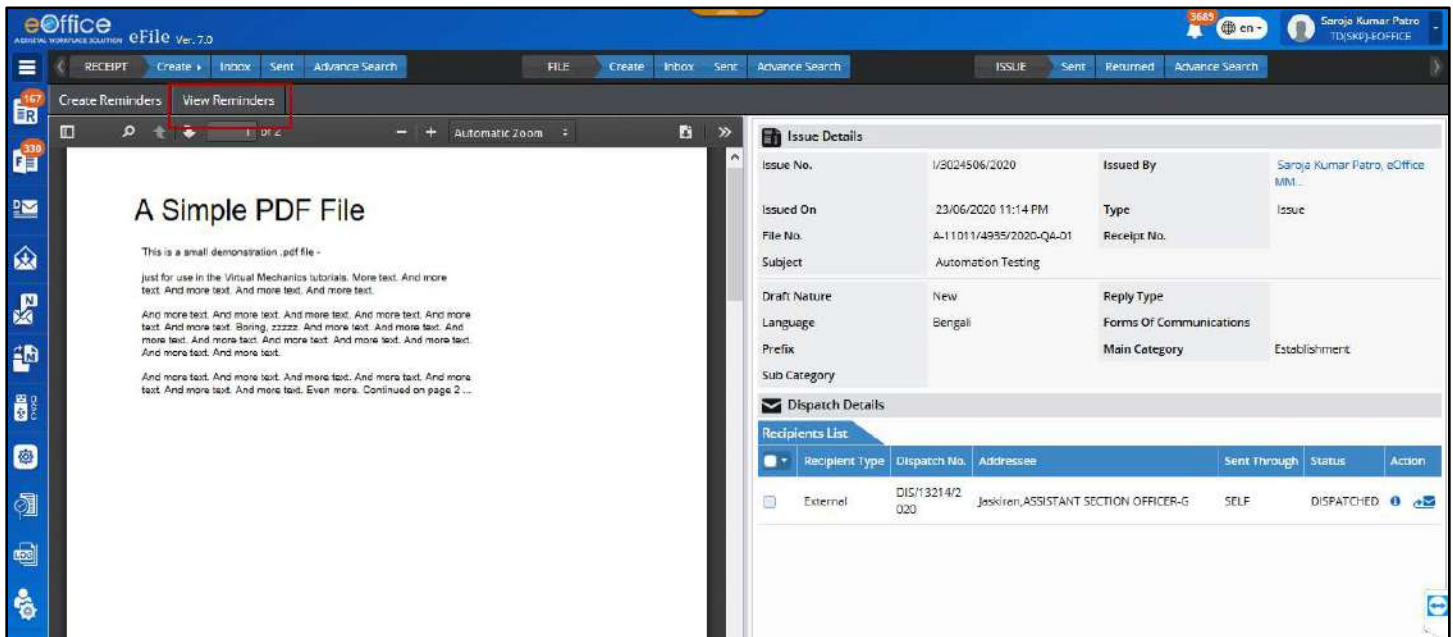 eOffice
A DIGITAL WORKPLACE SOLUTION eFile Ver. 7.0
3689
en
Saroja Kumar Patro
TD(SKP)-EOFFICE
RECEIPT Create Inbox Sent Advance Search FILE Create Inbox Sent Advance Search ISSUE Sent Returned Advance Search
167
R
Create Reminders View Reminders
1 of 2 Automatic Zoom
330
F
D
N
N
DSC
LOG
A Simple PDF File
This is a small demonstration .pdf file -
just for use in the Virtual Mechanics tutorials. More text. And more
text. And more text. And more text. And more text.
And more text. And more text. And more text. And more text. And more
text. And more text. Boring, zzzzz. And more text. And more text. And
more text. And more text. And more text. And more text. And more text.
And more text. And more text.
And more text. And more text. And more text. And more text. And more
text. And more text. And more text. Even more. Continued on page 2 ...
Issue Details
Issue No. I/3024506/2020 Issued By Saroja Kumar Patro, eOffice
MM...
Issued On 23/06/2020 11:14 PM Type Issue
File No. A-11011/4935/2020-QA-01 Receipt No.
Subject Automation Testing
Draft Nature New Reply Type
Language Bengali Forms Of Communications
Prefix Main Category Establishment
Sub Category
Dispatch Details
Recipients List
Recipient Type Dispatch No. Addressee Sent Through Status Action
External DIS/13214/2
020 Jaskiran,ASSISTANT SECTION OFFICER-G SELF DISPATCHED